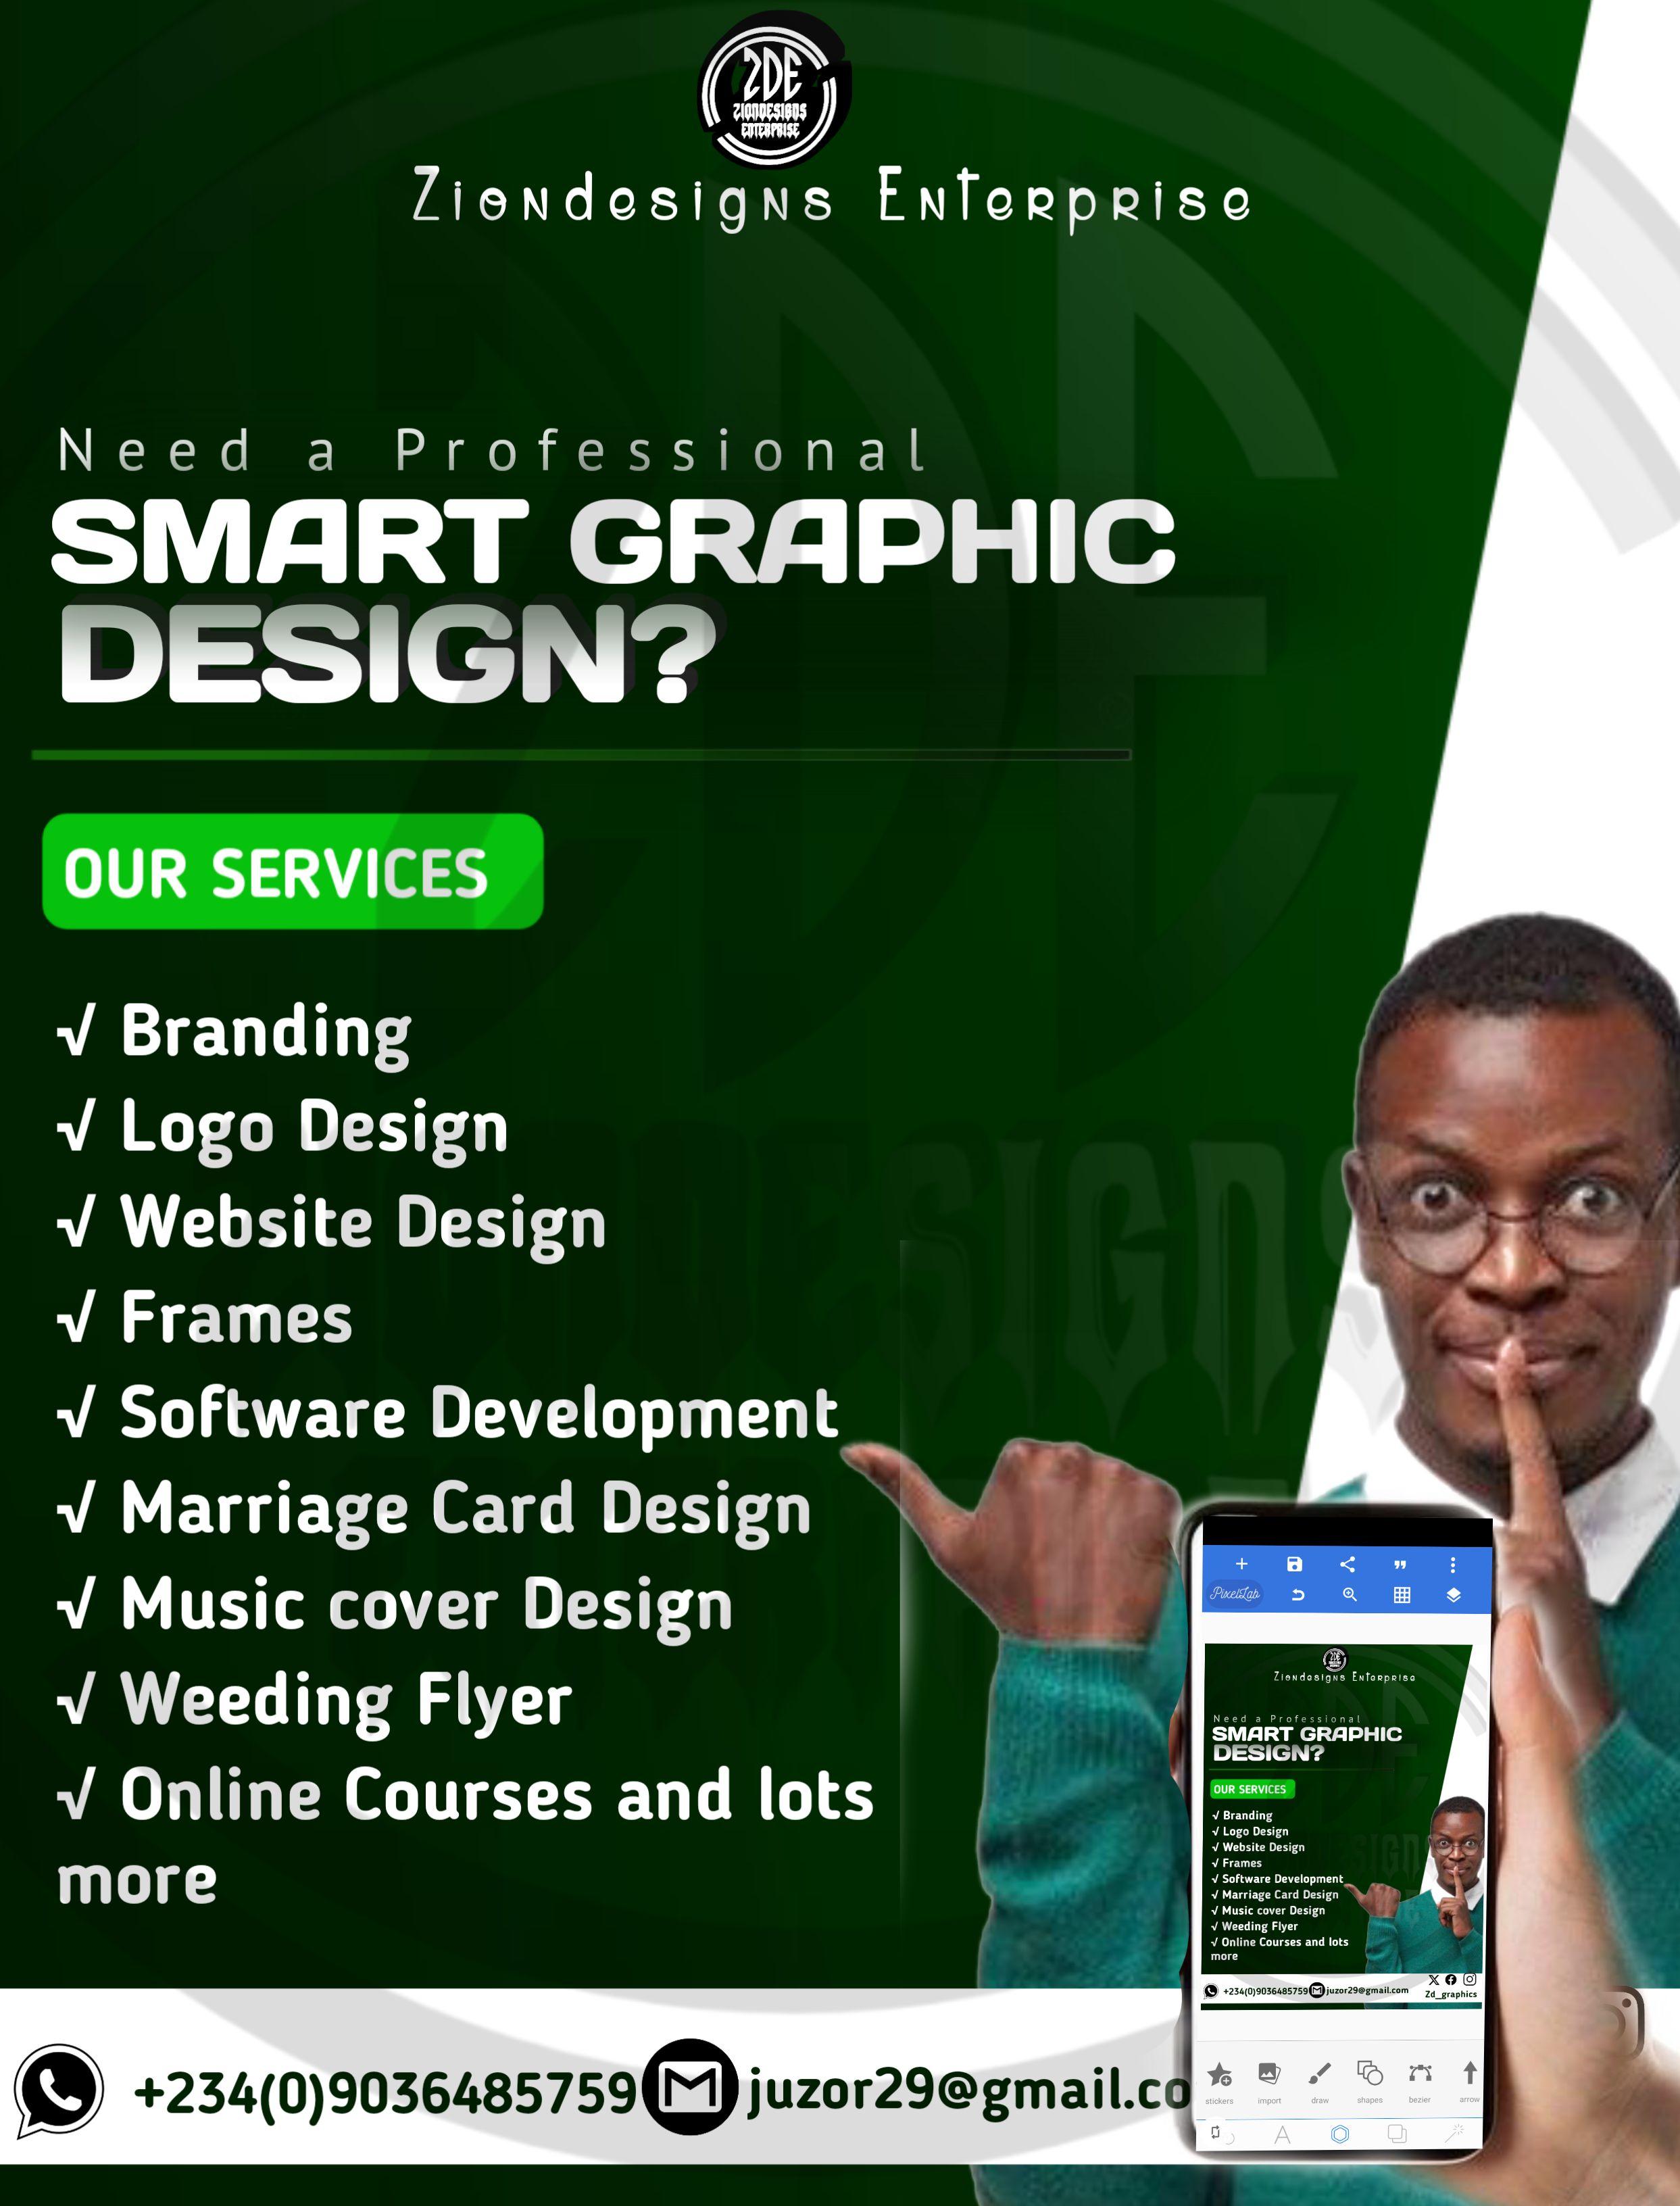 ZDE
ZIONDESIGNS
ENTERPRISE
Ziondesigns Enterprise
Need a Professional
SMART GRAPHIC
DESIGN?
OUR SERVICES
√ Branding
√ Logo Design
√ Website Design
√ Frames
√ Software Development
√ Marriage Card Design
√ Music cover Design
√ Weeding Flyer
√ Online Courses and lots
more
+234(0)9036485759 juzor29@gmail.co
PixelLab
ZDE
Ziondesigns Enterprise
Need a Professional
SMART GRAPHIC
DESIGN?
OUR SERVICES
√ Branding
√ Logo Design
√ Website Design
√ Frames
√ Software Development
√ Marriage Card Design
√ Music cover Design
√ Weeding Flyer
√ Online Courses and lots
more
+234(0)9036485759 juzor29@gmail.com Zd_graphics
stickers import draw shapes bezier arrow
ZDE
DESIGNS